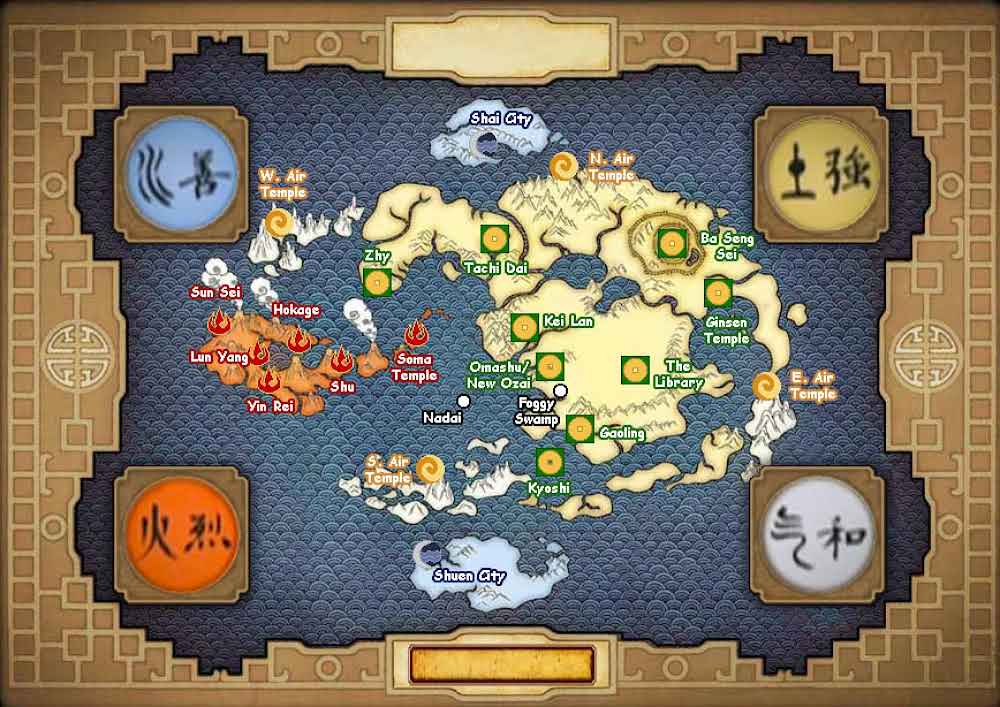 Shai City
水善
土強
N. Air
Temple
W. Air
Temple
Ba Seng
Sei
Zhy
Tachi Dai
Sun Sei
Hokage
Kei Lan
Ginsen
Temple
Lun Yang
Soma
Temple
Shu
Omashu/
New Ozai
The
Library
E. Air
Temple
Yin Rei
Nadai
Foggy
Swamp
Gaoling
S. Air
Temple
Kyoshi
火烈
气和
Shuen City